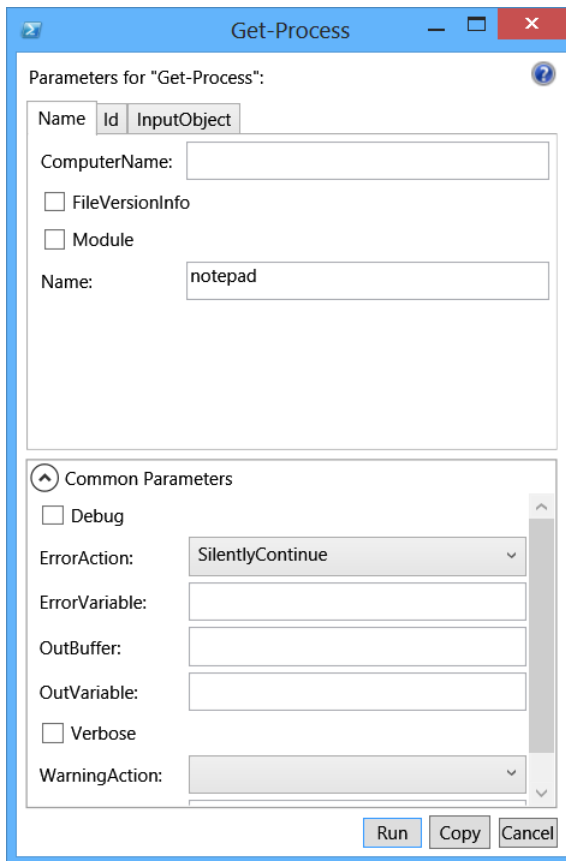 Get-Process
Parameters for "Get-Process":
Name Id InputObject
ComputerName:
FileVersionInfo
Module
Name: notepad
Common Parameters
Debug
ErrorAction: SilentlyContinue
ErrorVariable:
OutBuffer:
OutVariable:
Verbose
WarningAction:
Run Copy Cancel